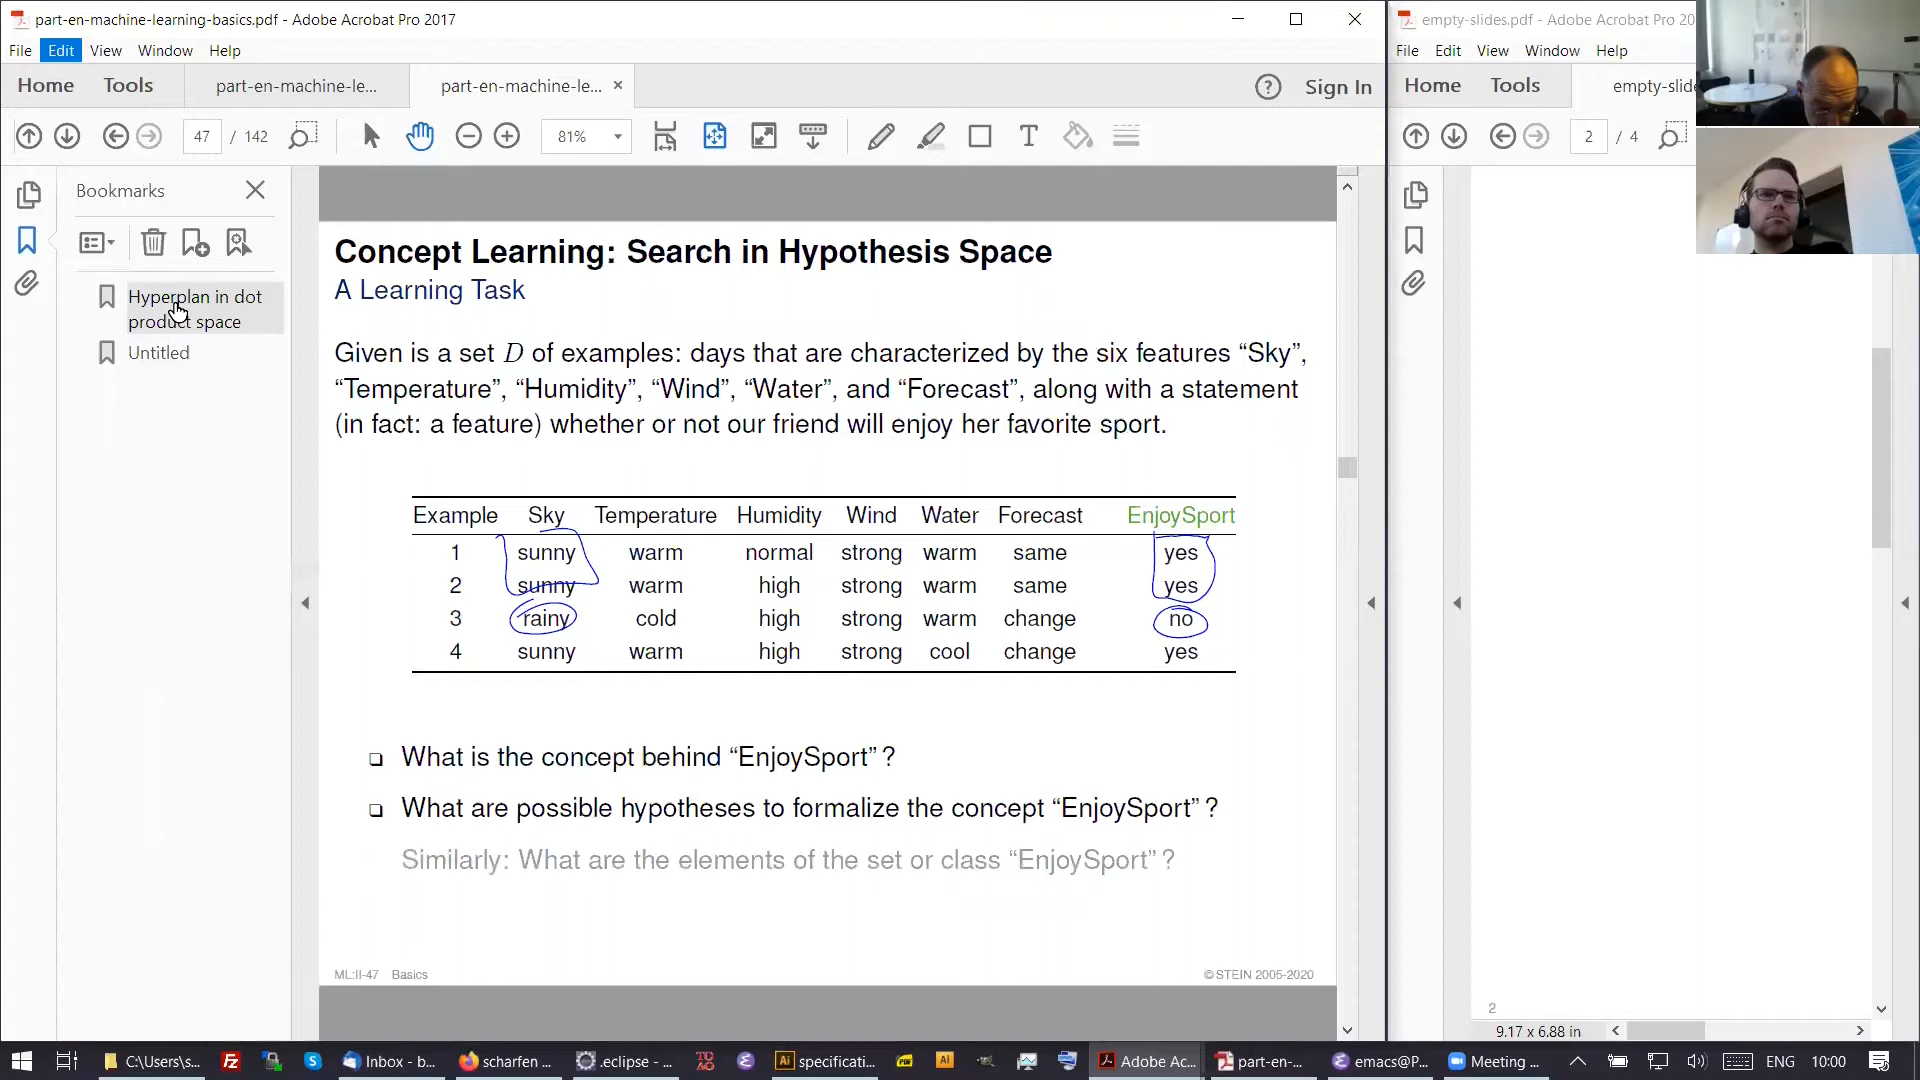 part-en-machine-learning-basics.pdf - Adobe Acrobat Pro 2017
empty-slides.pdf - Adobe Acrobat Pro 20
File Edit View Window Help
File Edit View Window Help
Home Tools part-en-machine-le... part-en-machine-le... × ? Sign In
Home Tools empty-slide
47 / 142 81%
2 / 4
Bookmarks
Hyperplan in dot
product space
Untitled
Concept Learning: Search in Hypothesis Space
A Learning Task
Given is a set D of examples: days that are characterized by the six features “Sky”,
“Temperature”, “Humidity”, “Wind”, “Water”, and “Forecast”, along with a statement
(in fact: a feature) whether or not our friend will enjoy her favorite sport.
Example Sky Temperature Humidity Wind Water Forecast EnjoySport
1 sunny warm normal strong warm same yes
2 sunny warm high strong warm same yes
3 rainy cold high strong warm change no
4 sunny warm high strong cool change yes
❑ What is the concept behind “EnjoySport” ?
❑ What are possible hypotheses to formalize the concept “EnjoySport” ?
Similarly: What are the elements of the set or class “EnjoySport” ?
ML:II-47 Basics © STEIN 2005-2020
2
9.17 x 6.88 in
C:\Users\s... Inbox - b... scharfen ... .eclipse - ... specificati... Adobe Ac... part-en-... emacs@P... Meeting ... ENG 10:00